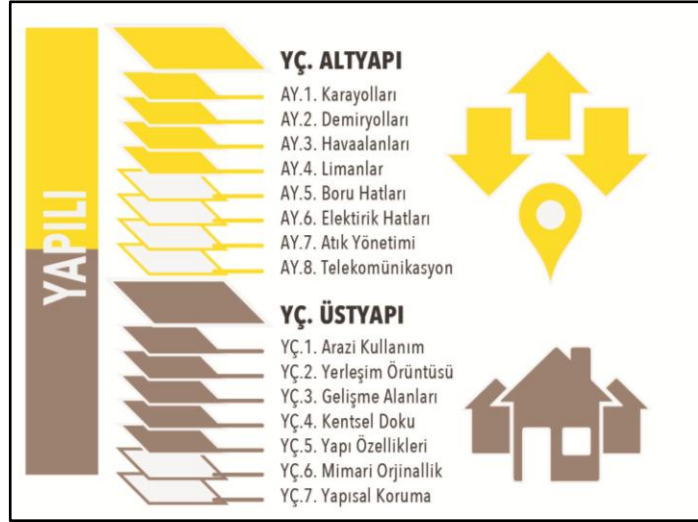 YAPILI
YÇ. ALTYAPI
AY.1. Karayolları
AY.2. Demiryolları
AY.3. Havaalanları
AY.4. Limanlar
AY.5. Boru Hatları
AY.6. Elektirik Hatları
AY.7. Atık Yönetimi
AY.8. Telekomünikasyon
YÇ. ÜSTYAPI
YÇ.1. Arazi Kullanım
YÇ.2. Yerleşim Örüntüsü
YÇ.3. Gelişme Alanları
YÇ.4. Kentsel Doku
YÇ.5. Yapı Özellikleri
YÇ.6. Mimari Orjinallik
YÇ.7. Yapısal Koruma